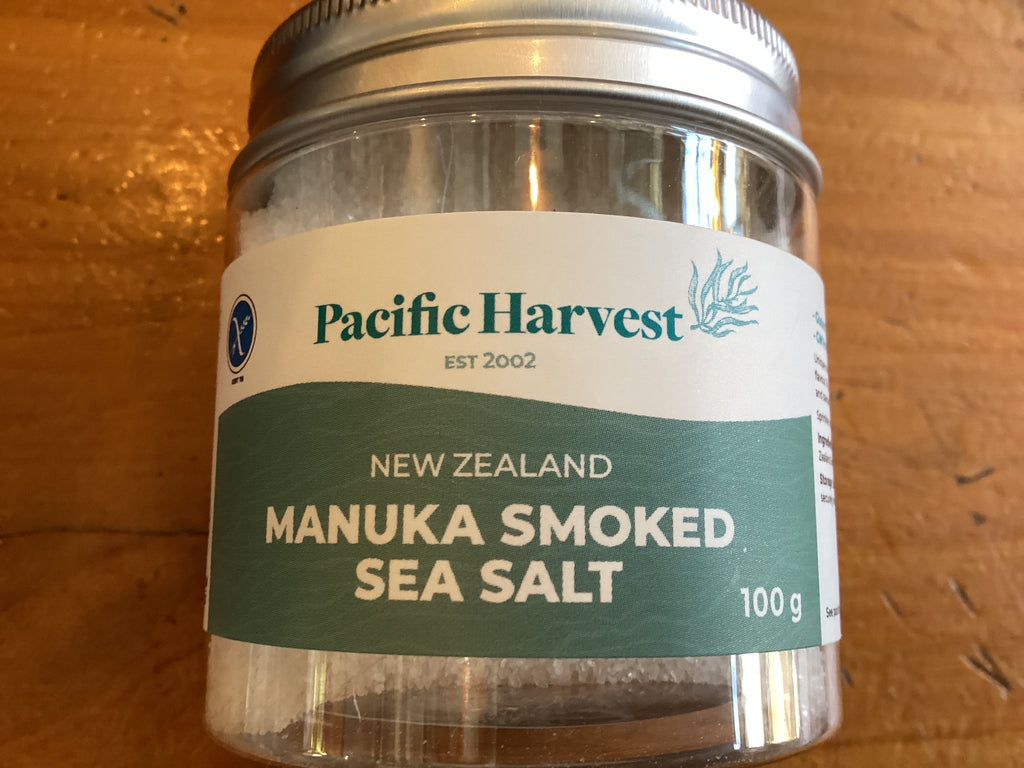 Pacific Harvest
EST 2002
NEW ZEALAND
MANUKA SMOKED
SEA SALT
100 g